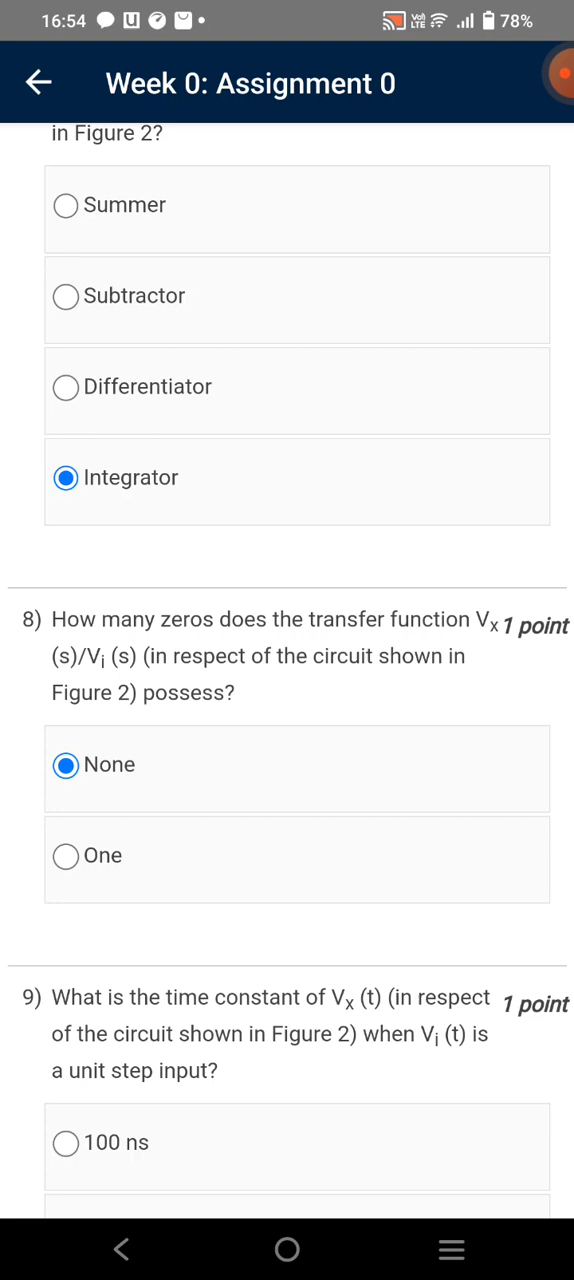 16:54
78%
Week 0: Assignment 0
in Figure 2?
Summer
Subtractor
Differentiator
Integrator
8) How many zeros does the transfer function Vx 1 point
(s)/Vi (s) (in respect of the circuit shown in
Figure 2) possess?
None
One
9) What is the time constant of Vx (t) (in respect 1 point
of the circuit shown in Figure 2) when Vi (t) is
a unit step input?
100 ns